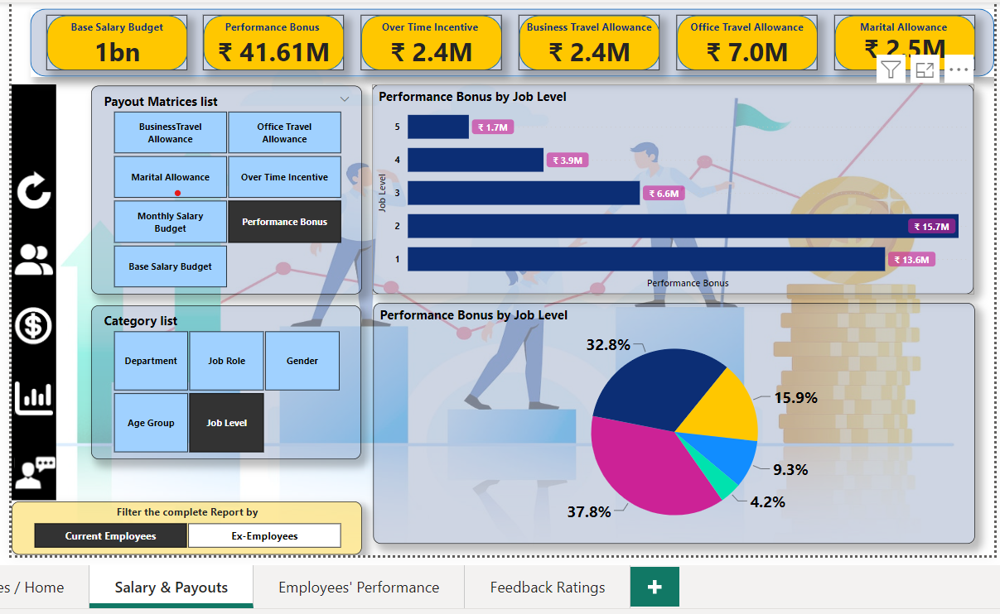 Base Salary Budget
1bn
Performance Bonus
₹ 41.61M
Over Time Incentive
₹ 2.4M
Business Travel Allowance
₹ 2.4M
Office Travel Allowance
₹ 7.0M
Marital Allowance
₹ 2.5M
Payout Matrices list
BusinessTravel
Allowance
Office Travel
Allowance
Marital Allowance
Over Time Incentive
Monthly Salary
Budget
Performance Bonus
Base Salary Budget
Performance Bonus by Job Level
Job Level
5
₹ 1.7M
4
₹ 3.9M
3
₹ 6.6M
2
₹ 15.7M
1
₹ 13.6M
Performance Bonus
Category list
Department
Job Role
Gender
Age Group
Job Level
Performance Bonus by Job Level
32.8%
15.9%
9.3%
4.2%
37.8%
Filter the complete Report by
Current Employees
Ex-Employees
es / Home
Salary & Payouts
Employees' Performance
Feedback Ratings
+